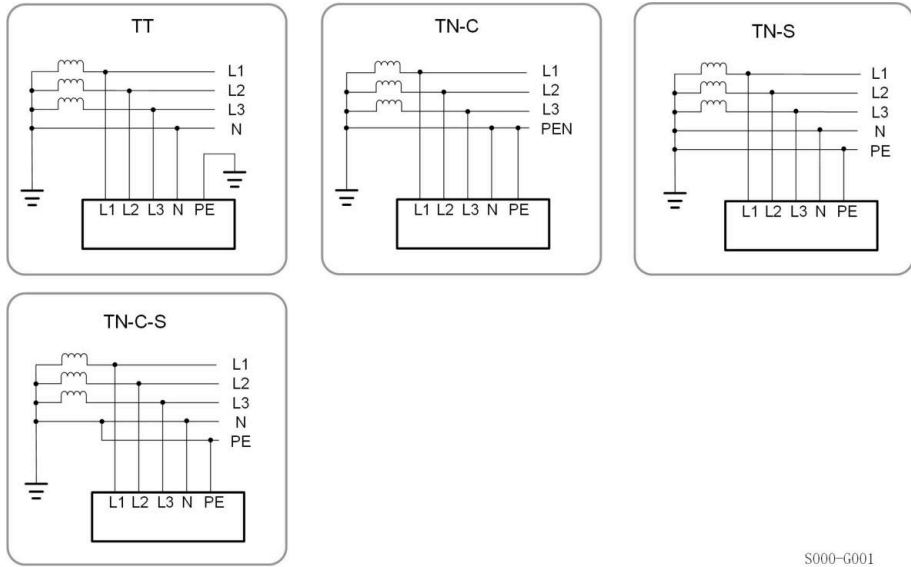 TT
L1
L2
L3
N
L1 L2 L3 N PE
TN-C
L1
L2
L3
PEN
L1 L2 L3 N PE
TN-S
L1
L2
L3
N
PE
L1 L2 L3 N PE
TN-C-S
L1
L2
L3
N
PE
L1 L2 L3 N PE
S000-G001